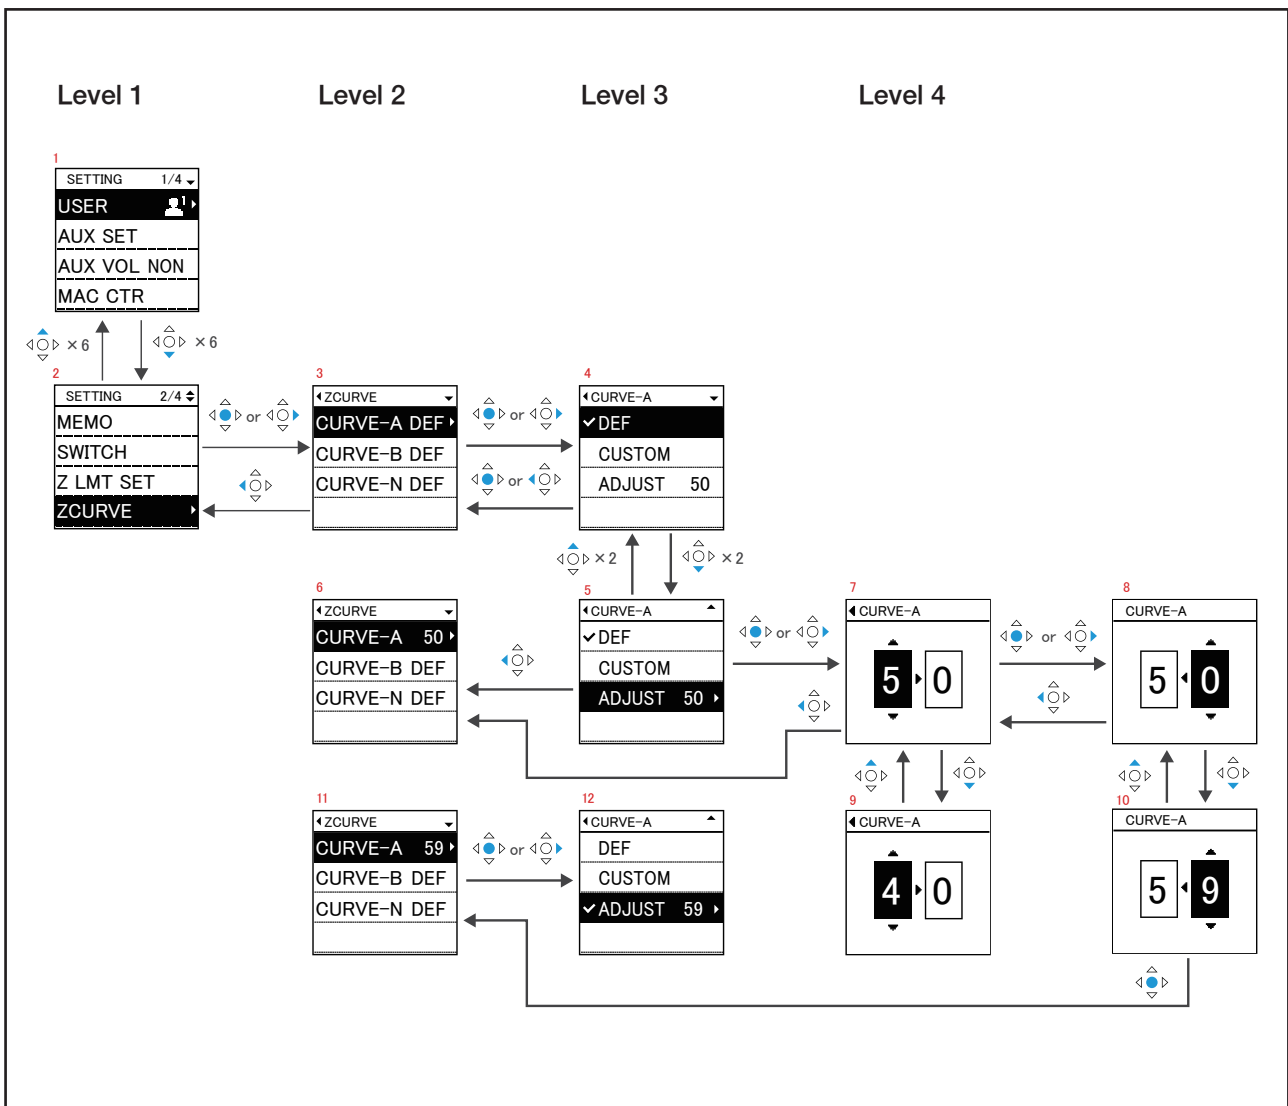 Level 1
Level 2
Level 3
Level 4
1
SETTING 1/4
USER 1
AUX SET
AUX VOL NON
MAC CTR
×6
×6
2
SETTING 2/4
MEMO
SWITCH
Z LMT SET
ZCURVE
or
3
ZCURVE
CURVE-A DEF
CURVE-B DEF
CURVE-N DEF
or
or
4
CURVE-A
DEF
CUSTOM
ADJUST 50
×2
×2
6
ZCURVE
CURVE-A 50
CURVE-B DEF
CURVE-N DEF
5
CURVE-A
DEF
CUSTOM
ADJUST 50
or
7
CURVE-A
5 0
or
8
CURVE-A
5 0
11
ZCURVE
CURVE-A 59
CURVE-B DEF
CURVE-N DEF
or
12
CURVE-A
DEF
CUSTOM
ADJUST 59
9
CURVE-A
4 0
10
CURVE-A
5 9